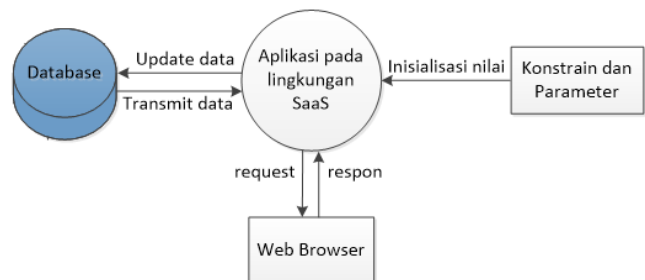 Database
Update data
Transmit data
Aplikasi pada
lingkungan
SaaS
Inisialisasi nilai
Konstrain dan
Parameter
request
respon
Web Browser